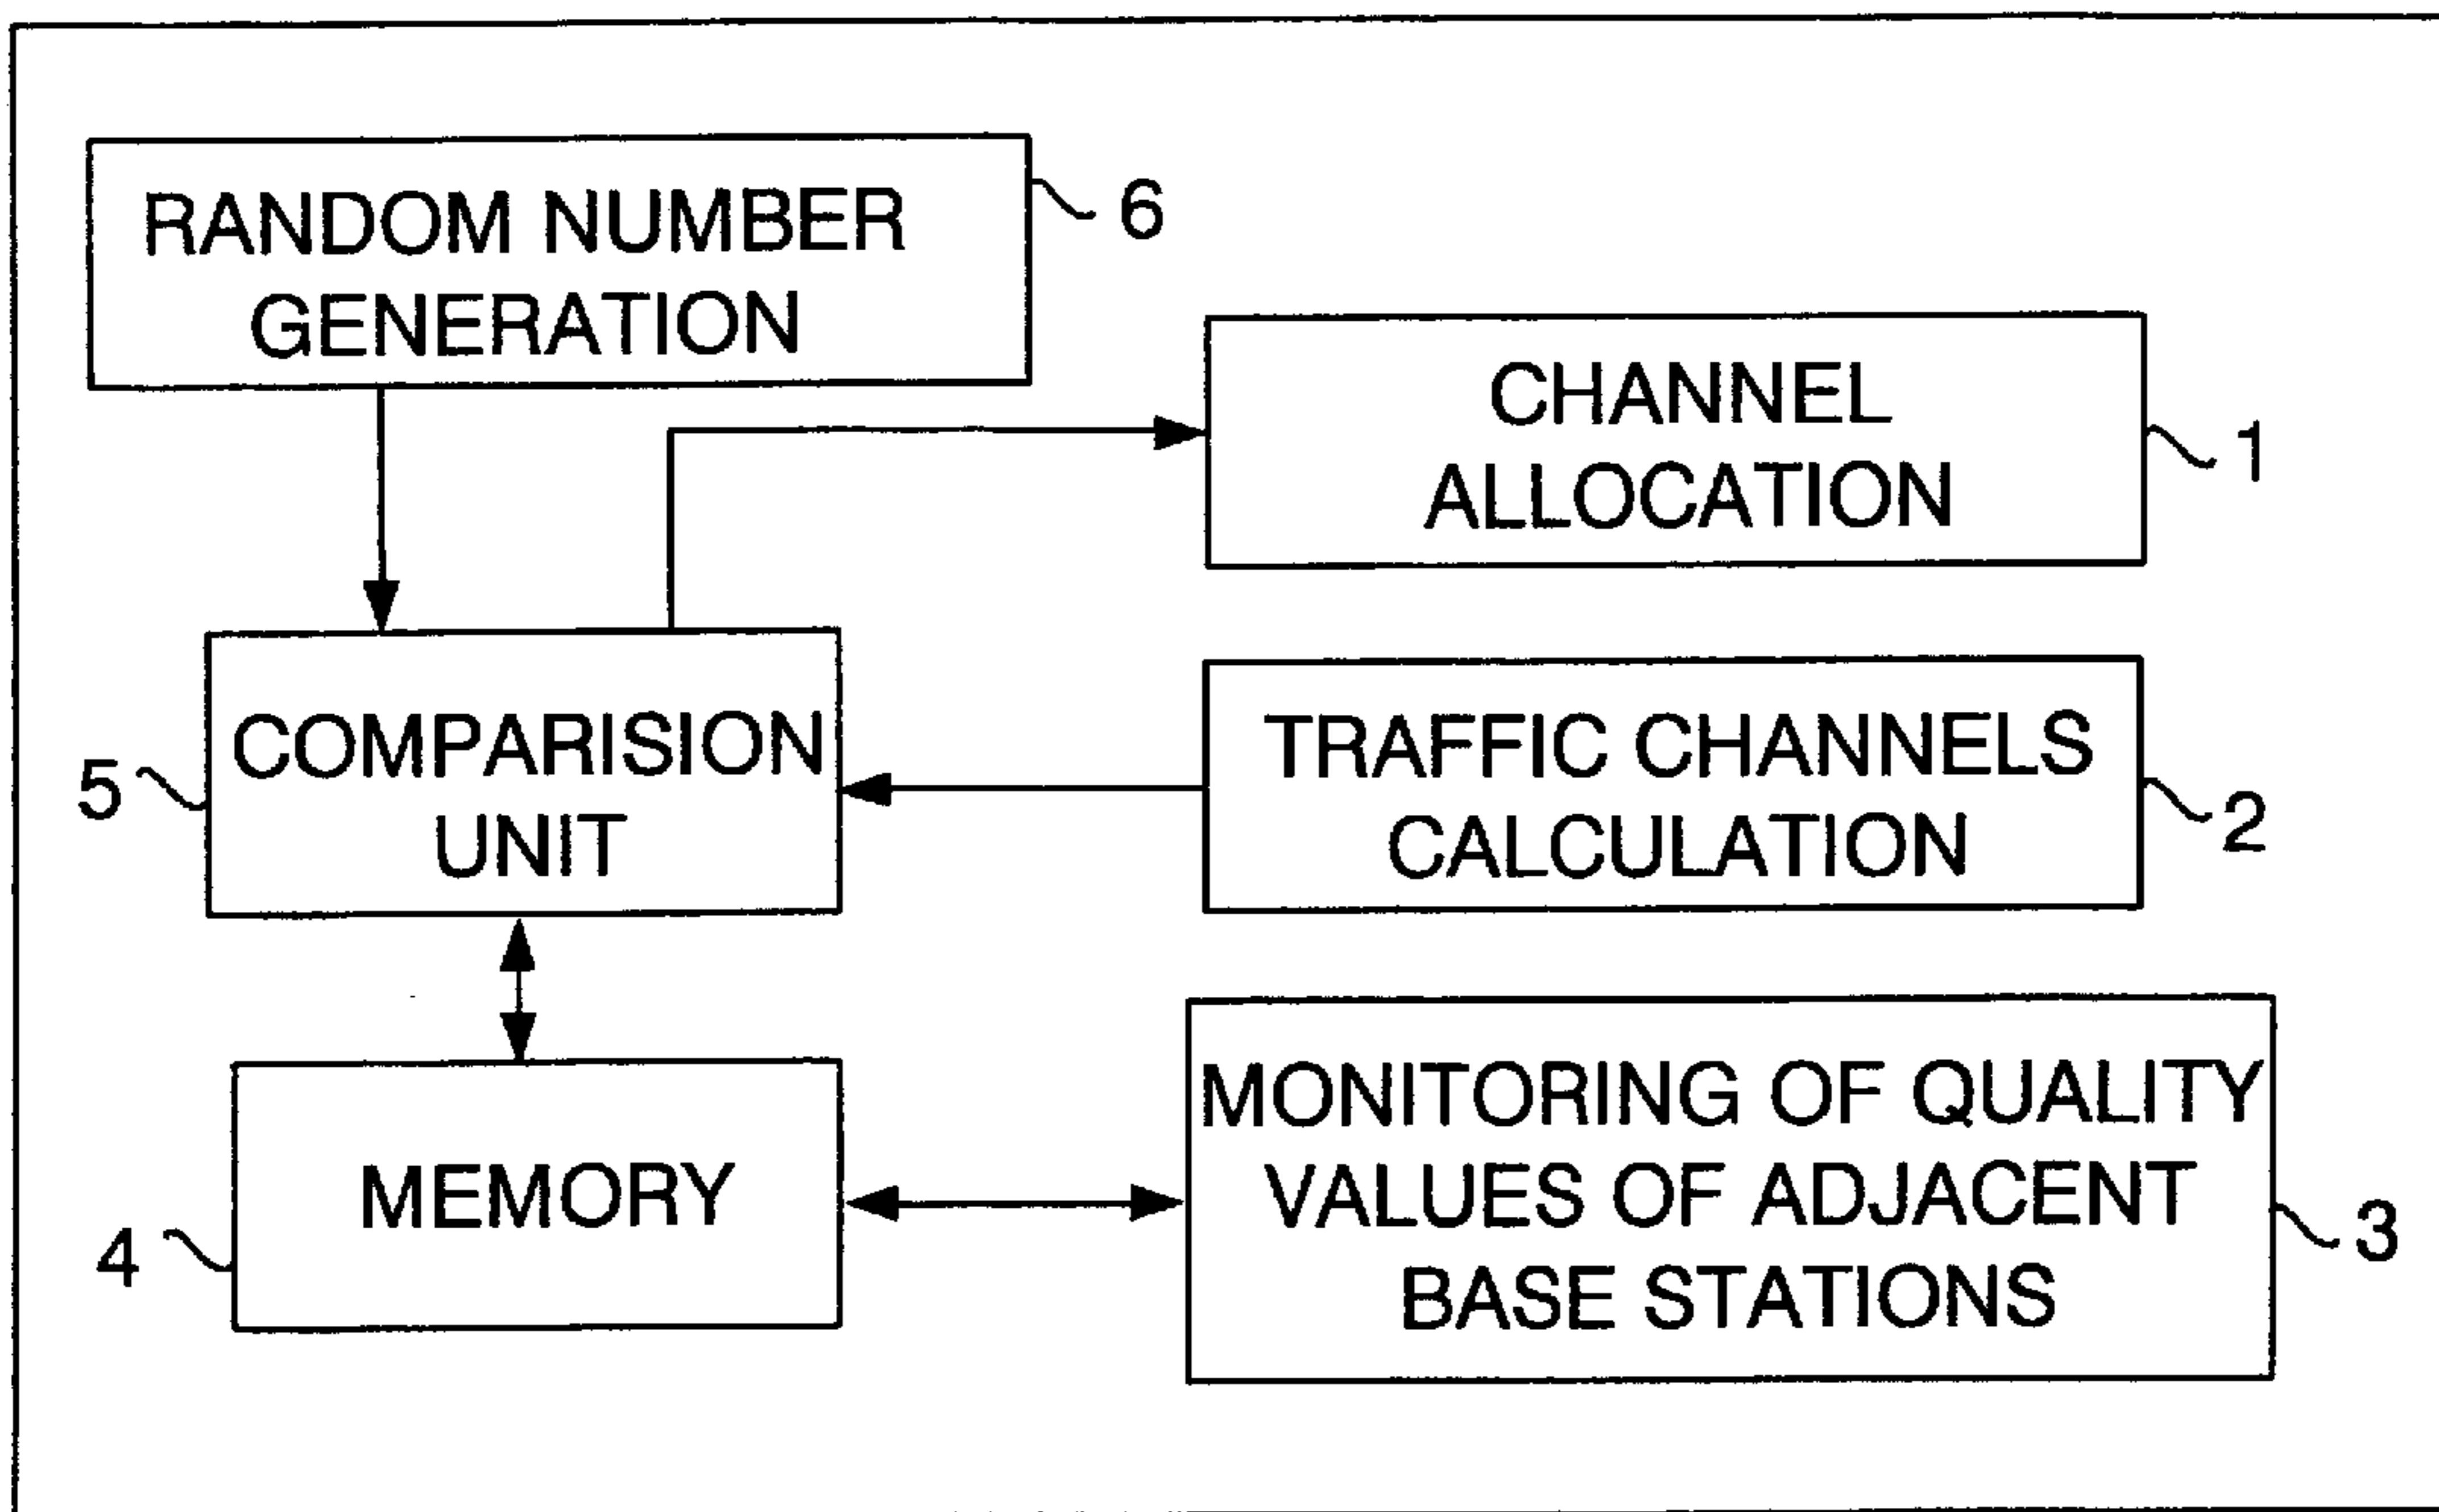 RANDOM NUMBER
GENERATION
6
CHANNEL
ALLOCATION
1
COMPARISION
UNIT
5
TRAFFIC CHANNELS
CALCULATION
2
MEMORY
4
MONITORING OF QUALITY
VALUES OF ADJACENT
BASE STATIONS
3